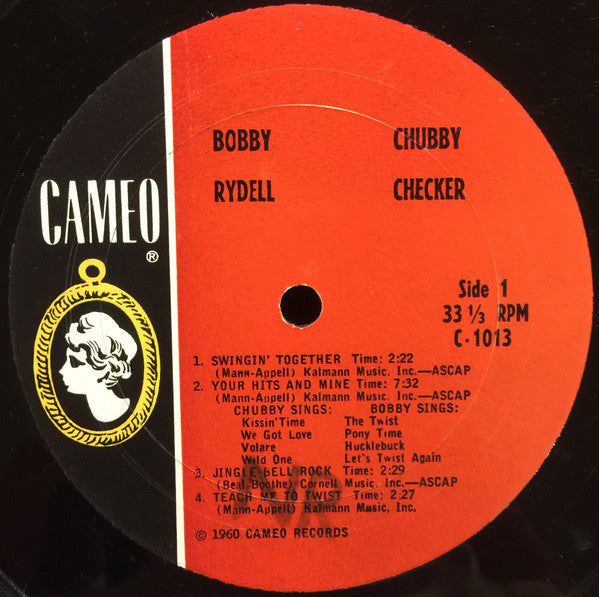 BOBBY CHUBBY
RYDELL CHECKER
CAMEO
®
Side 1
33 1/3 RPM
C-1013
1. SWINGIN' TOGETHER Time: 2:22
(Mann-Appell) Kalmann Music, Inc.—ASCAP
2. YOUR HITS AND MINE Time: 7:32
(Mann-Appell) Kalmann Music, Inc.—ASCAP
CHUBBY SINGS: BOBBY SINGS:
Kissin' Time The Twist
We Got Love Pony Time
Volare Hucklebuck
Wild One Let's Twist Again
3. JINGLE BELL ROCK Time: 2:29
(Beal-Boothe) Cornell Music, Inc.—ASCAP
4. TEACH ME TO TWIST Time: 2:27
(Mann-Appell) Kalmann Music, Inc.
© 1960 CAMEO RECORDS